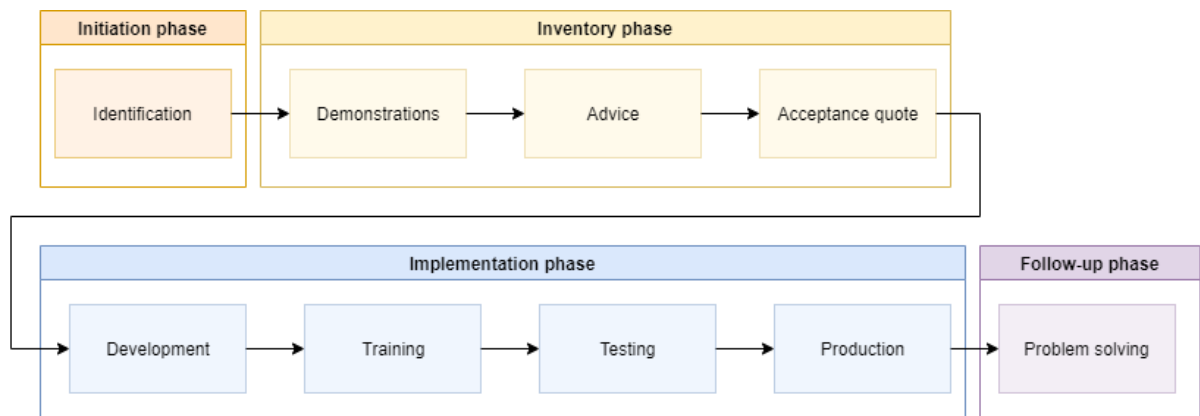 Initiation phase
Inventory phase
Identification
Demonstrations
Advice
Acceptance quote
Implementation phase
Follow-up phase
Development
Training
Testing
Production
Problem solving